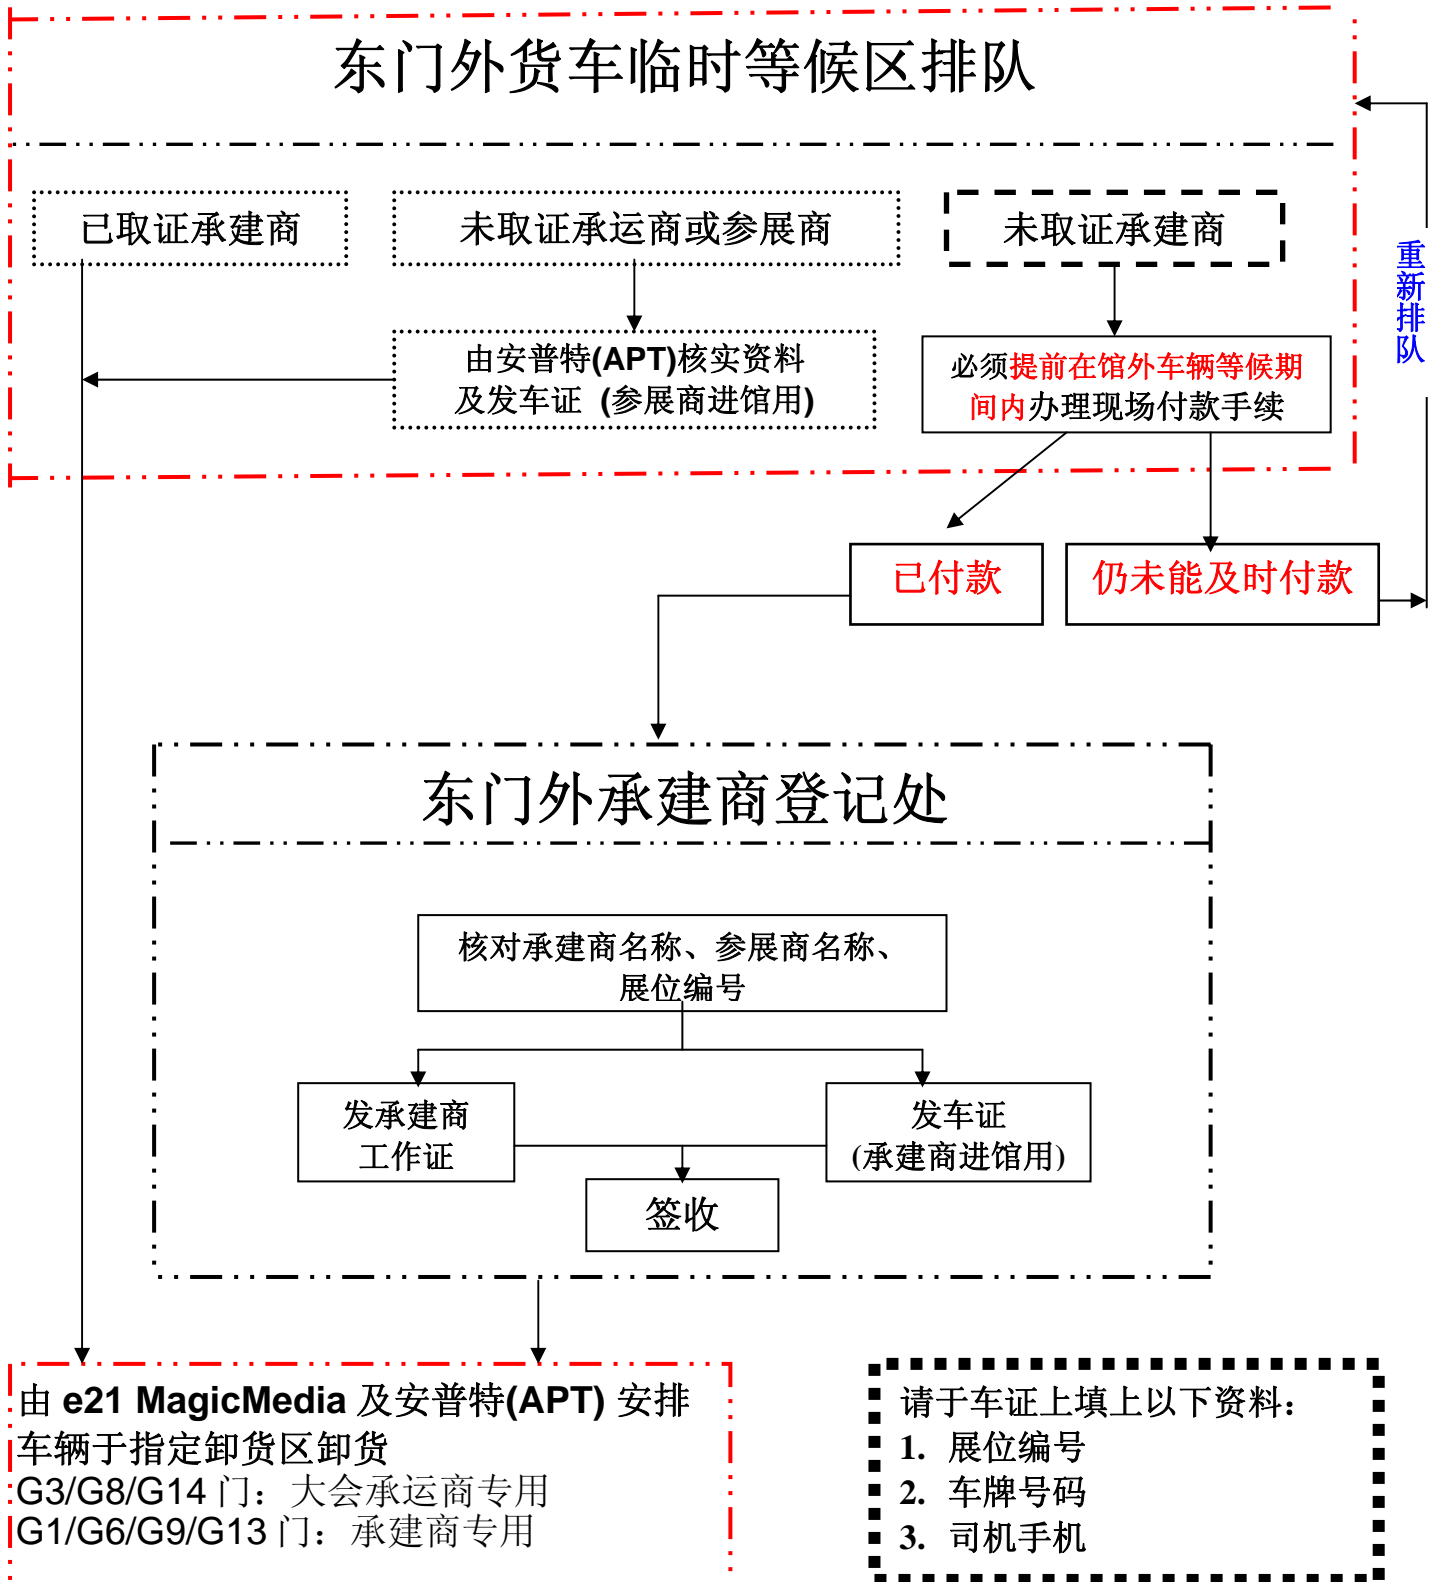 东门外货车临时等候区排队
已取证承建商
未取证承运商或参展商
未取证承建商
重新排队
由安普特(APT)核实资料
及发车证 (参展商进馆用)
必须提前在馆外车辆等候期
间内办理现场付款手续
已付款
仍未能及时付款
东门外承建商登记处
核对承建商名称、参展商名称、
展位编号
发承建商
工作证
发车证
(承建商进馆用)
签收
由 e21 MagicMedia 及安普特(APT) 安排
车辆于指定卸货区卸货
G3/G8/G14 门：大会承运商专用
G1/G6/G9/G13 门：承建商专用
请于车证上填上以下资料：
1. 展位编号
2. 车牌号码
3. 司机手机